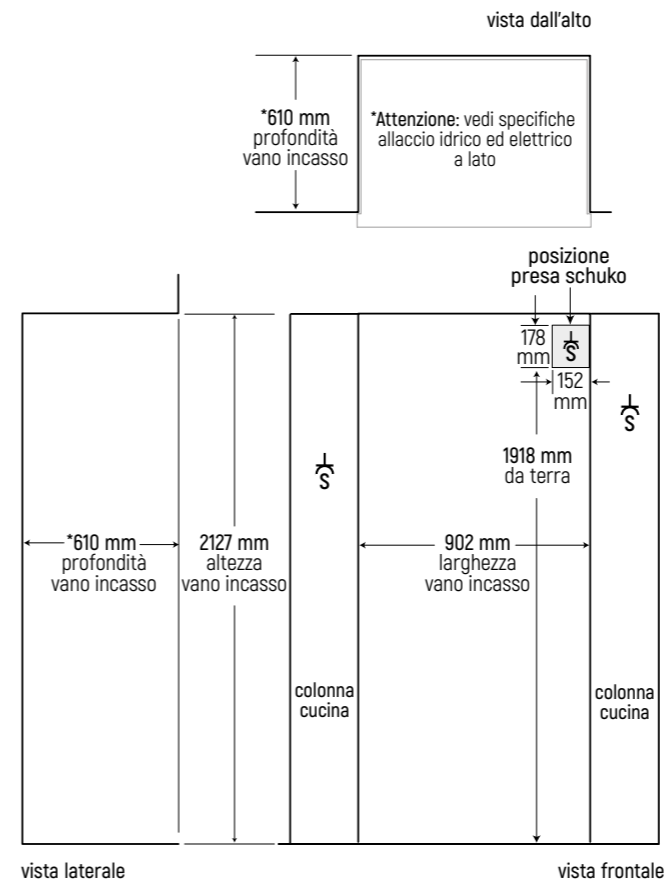 vista dall'alto
*610 mm
profondità
vano incasso
*Attenzione: vedi specifiche
allaccio idrico ed elettrico
a lato
posizione
presa schuko
178
mm
S
152
mm
S
S
1918 mm
da terra
*610 mm
profondità
vano incasso
2127 mm
altezza
vano incasso
902 mm
larghezza
vano incasso
colonna
cucina
colonna
cucina
vista laterale
vista frontale